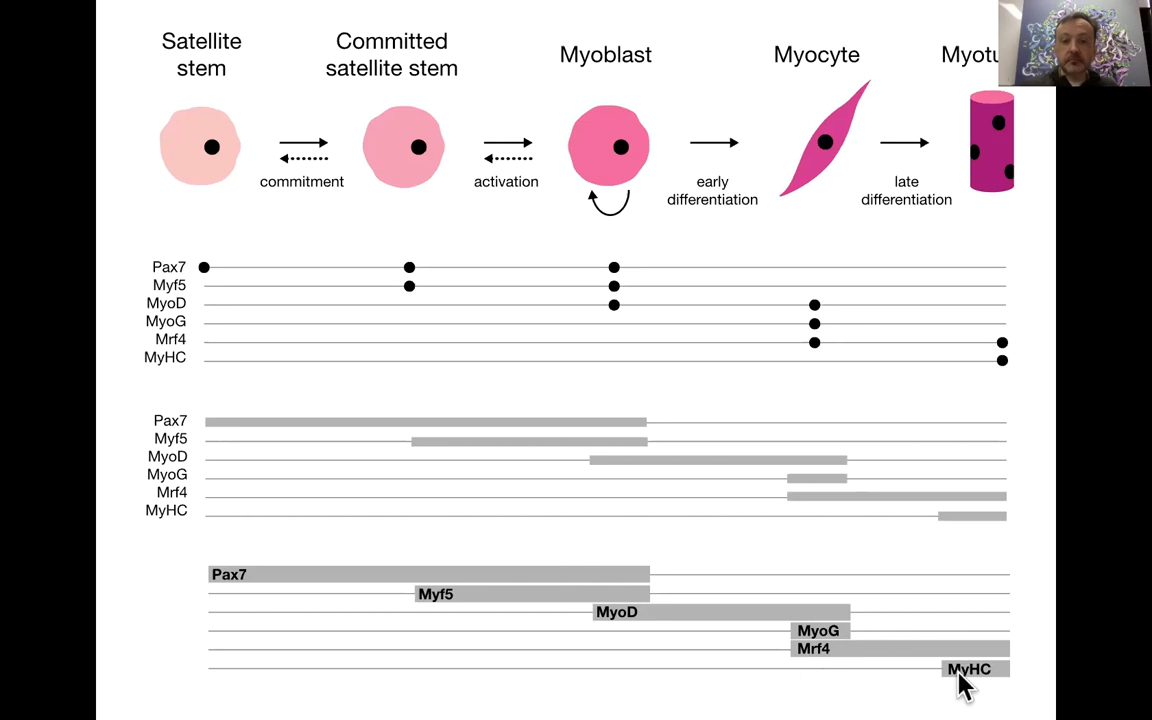 Satellite
stem
Committed
satellite stem
Myoblast
Myocyte
commitment
activation
early
differentiation
late
differentiation
Pax7
Myf5
MyoD
MyoG
Mrf4
MyHC
Pax7
Myf5
MyoD
MyoG
Mrf4
MyHC
Pax7
Myf5
MyoD
MyoG
Mrf4
MyHC